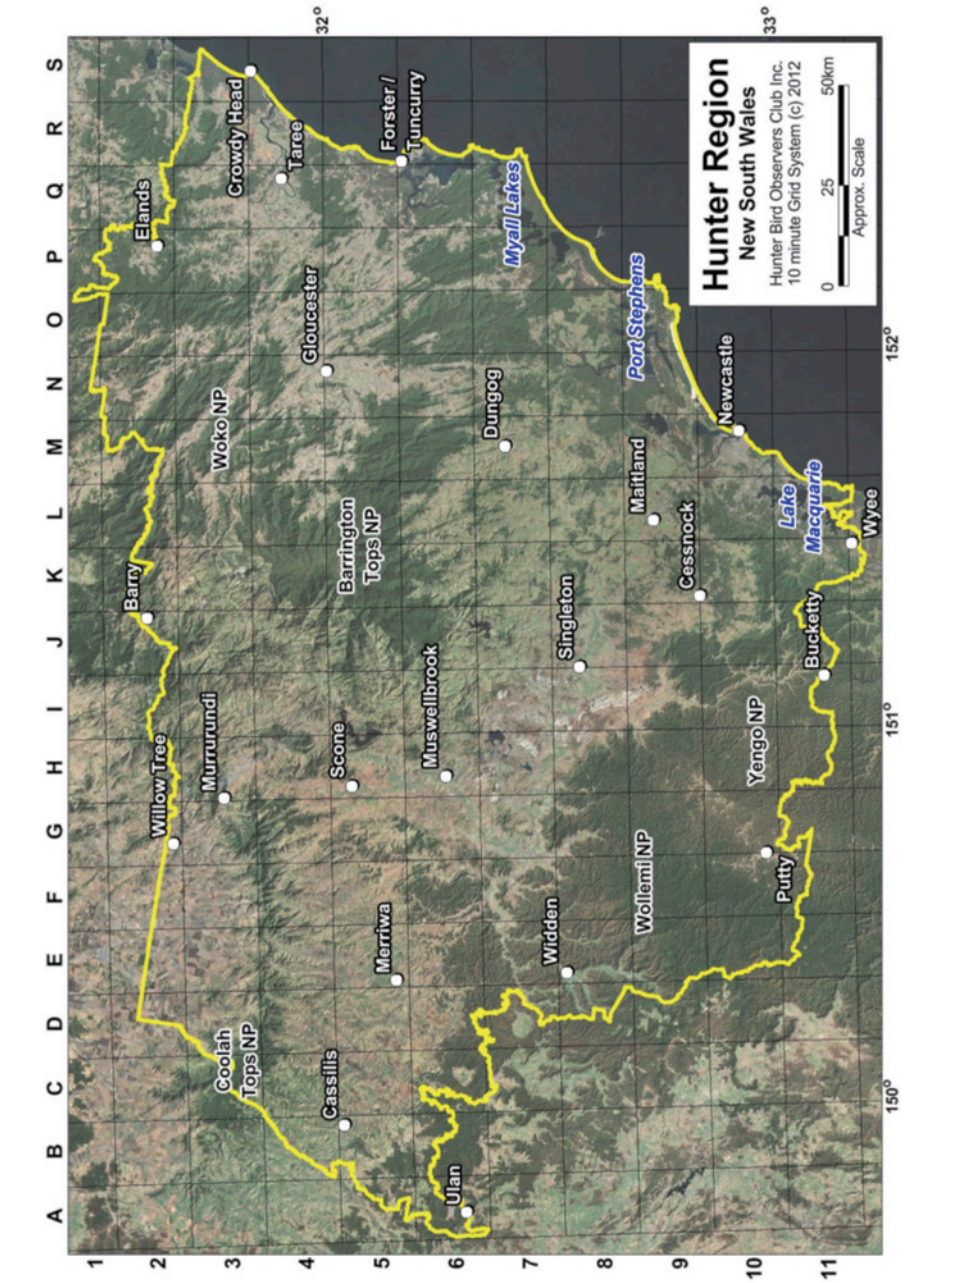 A B C D E F G H I J K L M N O P Q R S
1
2
3
4
5
6
7
8
9
10
11
32°
33°
150°
151°
152°
Elands
Crowdy Head
Taree
Forster /
Tuncurry
Gloucester
Woko NP
Barry
Willow Tree
Murrurundi
Coolah
Tops NP
Cassilis
Merriwa
Scone
Barrington
Tops NP
Muswellbrook
Dungog
Myall Lakes
Ulan
Widden
Singleton
Port Stephens
Maitland
Wollemi NP
Cessnock
Newcastle
Yengo NP
Putty
Lake
Macquarie
Bucketty
Wyee
Hunter Region
New South Wales
Hunter Bird Observers Club Inc.
10 minute Grid System (c) 2012
0 25 50km
Approx. Scale